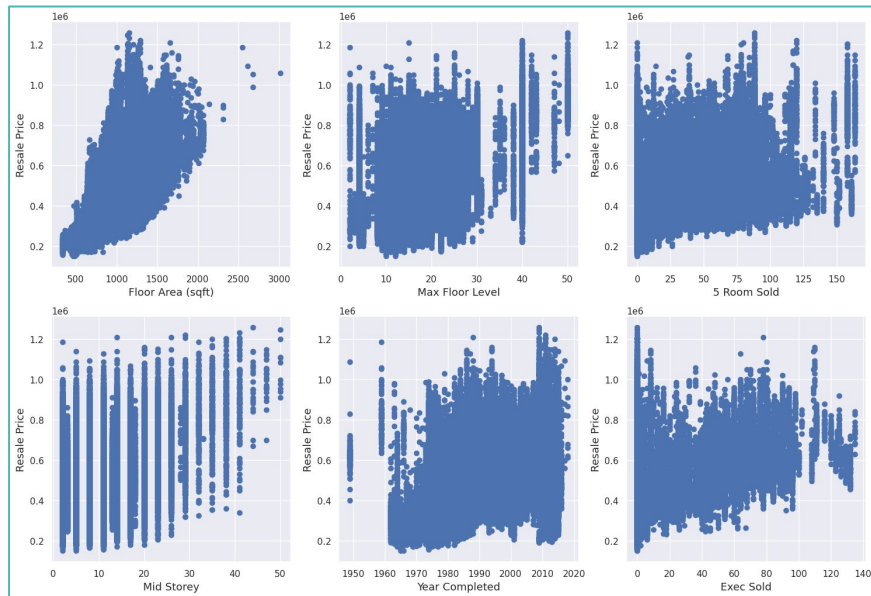 1e6
1e6
1e6
1.2
1.0
0.8
0.6
0.4
0.2
Resale Price
500 1000 1500 2000 2500 3000
Floor Area (sqft)
1.2
1.0
0.8
0.6
0.4
0.2
Resale Price
0 10 20 30 40 50
Max Floor Level
1.2
1.0
0.8
0.6
0.4
0.2
Resale Price
0 25 50 75 100 125 150
5 Room Sold
1e6
1e6
1e6
1.2
1.0
0.8
0.6
0.4
0.2
Resale Price
0 10 20 30 40 50
Mid Storey
1.2
1.0
0.8
0.6
0.4
0.2
Resale Price
1950 1960 1970 1980 1990 2000 2010 2020
Year Completed
1.2
1.0
0.8
0.6
0.4
0.2
Resale Price
0 20 40 60 80 100 120 140
Exec Sold